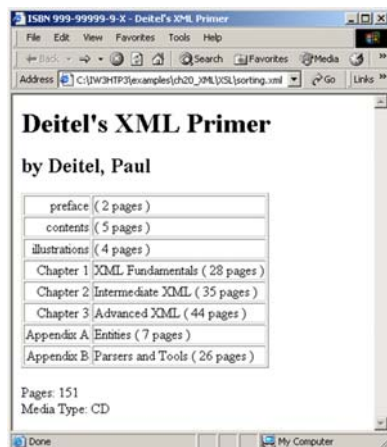 ISBN 999-99999-9-X - Deitel's XML Primer
File Edit View Favorites Tools Help
Back Search Favorites Media
Address C:\IW3HTP3\examples\ch20_XML\XSL\sorting.xml Go Links
Deitel's XML Primer
by Deitel, Paul
preface ( 2 pages )
contents ( 5 pages )
illustrations ( 4 pages )
Chapter 1 XML Fundamentals ( 28 pages )
Chapter 2 Intermediate XML ( 35 pages )
Chapter 3 Advanced XML ( 44 pages )
Appendix A Entities ( 7 pages )
Appendix B Parsers and Tools ( 26 pages )
Pages: 151
Media Type: CD
Done My Computer